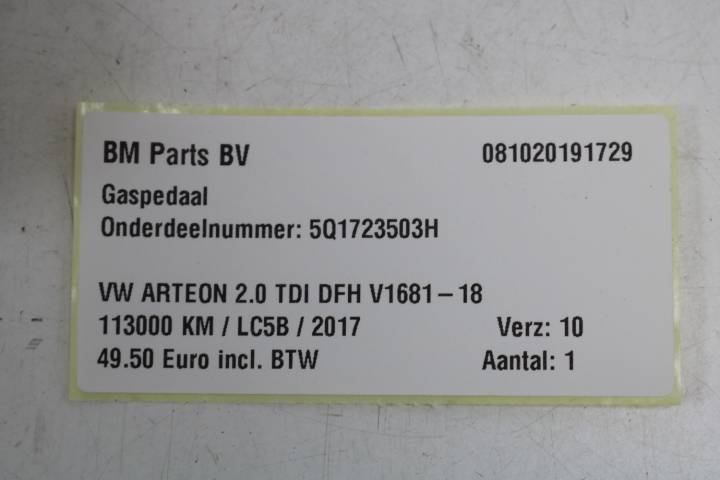 BM Parts BV 081020191729
Gaspedaal
Onderdeelnummer: 5Q1723503H
VW ARTEON 2.0 TDI DFH V1681-18
113000 KM / LC5B / 2017 Verz: 10
49.50 Euro incl. BTW Aantal: 1